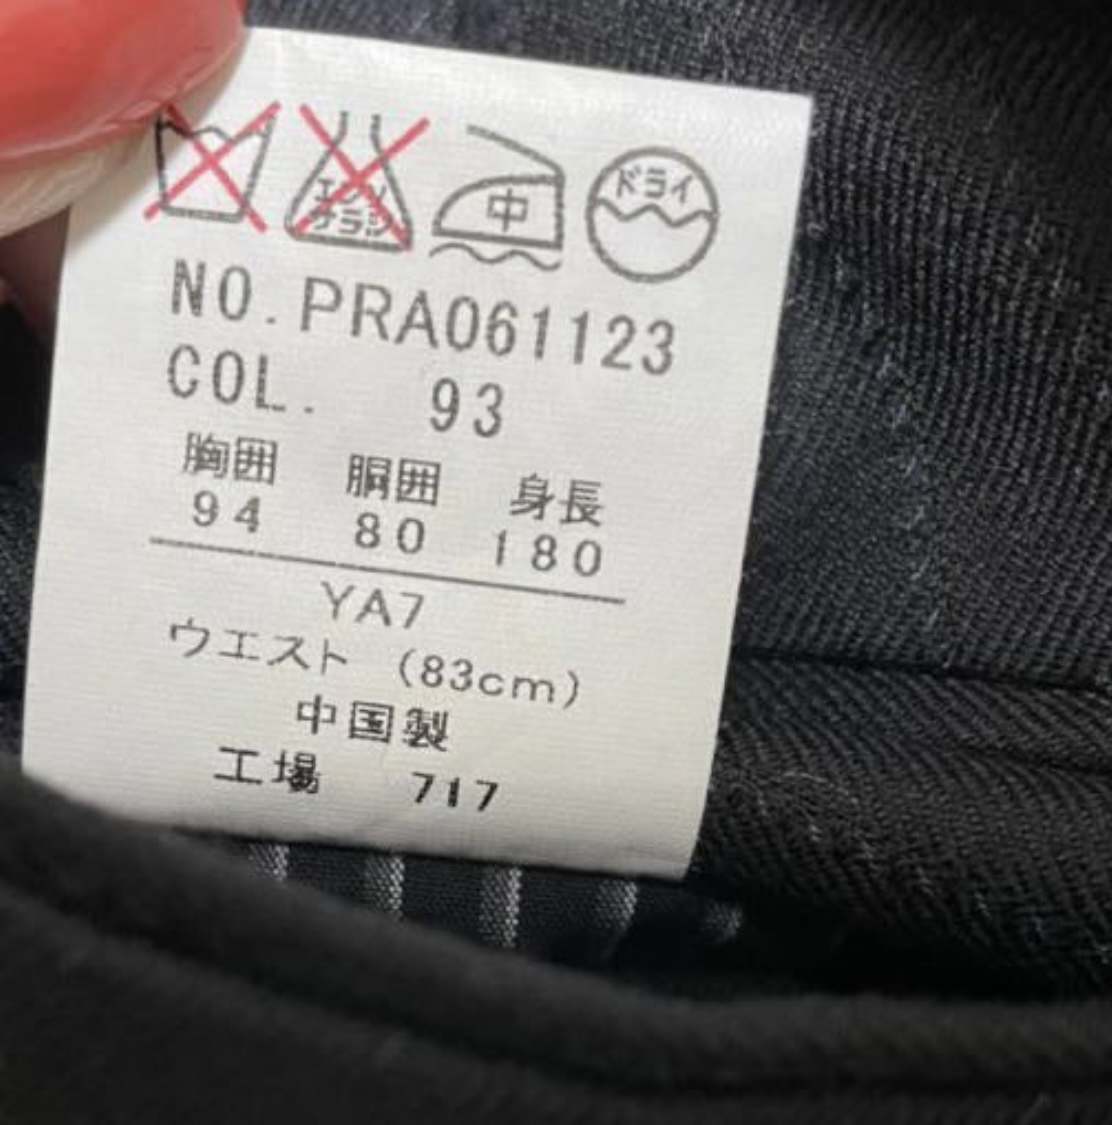 エンソ サラシ 中 ドライ
NO. PRA061123
COL. 93
胸囲 胴囲 身長
94 80 180
YA7
ウエスト (83cm)
中国製
工場 717